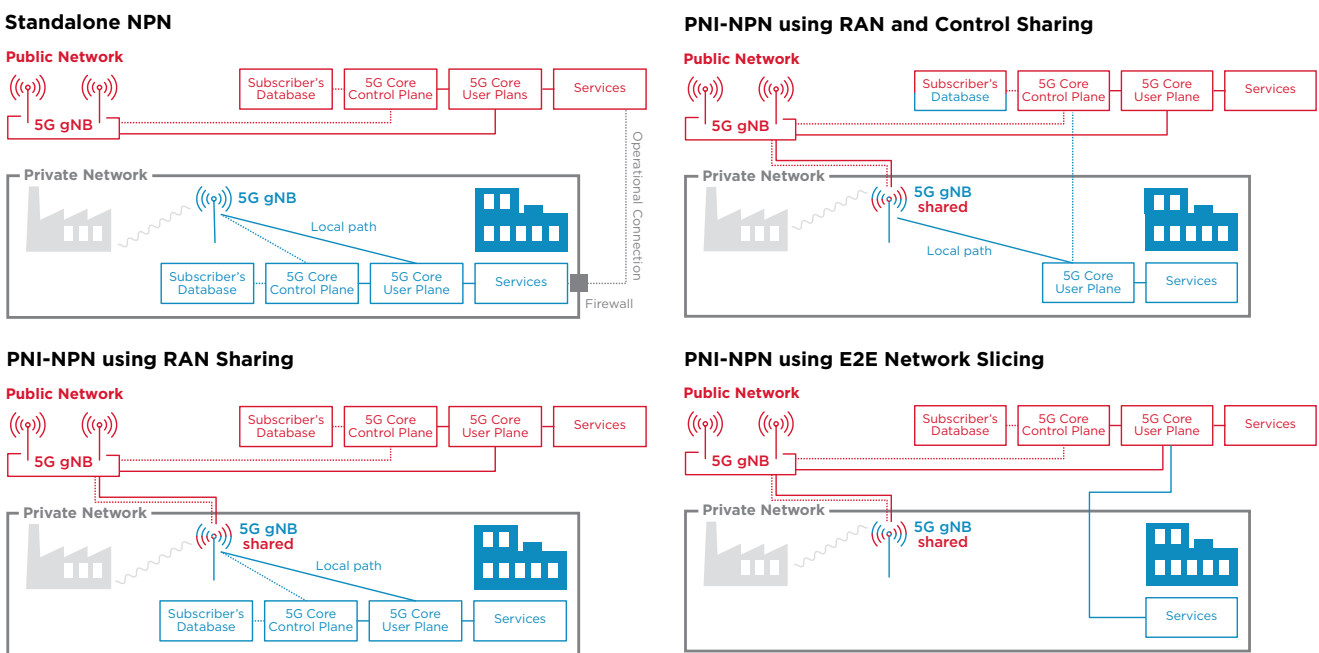 Standalone NPN
Public Network
5G gNB
Subscriber's
Database
5G Core
Control Plane
5G Core
User Plans
Services
Operational Connection
Private Network
5G gNB
Local path
Subscriber's
Database
5G Core
Control Plane
5G Core
User Plane
Services
Firewall
PNI-NPN using RAN and Control Sharing
Public Network
5G gNB
Subscriber's
Database
5G Core
Control Plane
5G Core
User Plane
Services
Private Network
5G gNB
shared
Local path
5G Core
User Plane
Services
PNI-NPN using RAN Sharing
Public Network
5G gNB
Subscriber's
Database
5G Core
Control Plane
5G Core
User Plane
Services
Private Network
5G gNB
shared
Local path
Subscriber's
Database
5G Core
Control Plane
5G Core
User Plane
Services
PNI-NPN using E2E Network Slicing
Public Network
5G gNB
Subscriber's
Database
5G Core
Control Plane
5G Core
User Plane
Services
Private Network
5G gNB
shared
Services